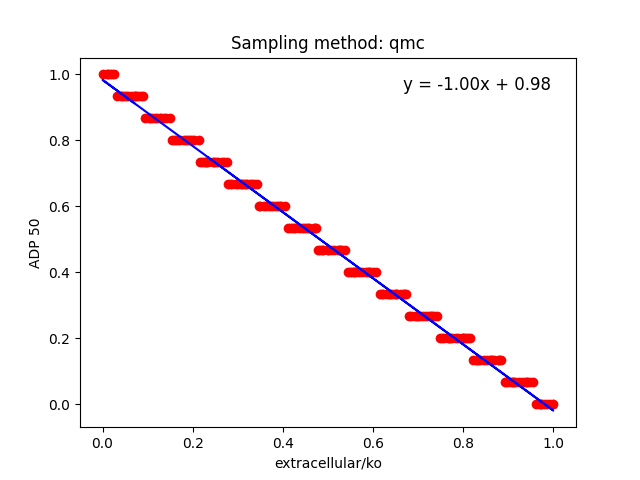 Sampling method: qmc
y = -1.00x + 0.98
ADP 50
1.0
0.8
0.6
0.4
0.2
0.0
0.0 0.2 0.4 0.6 0.8 1.0
extracellular/ko